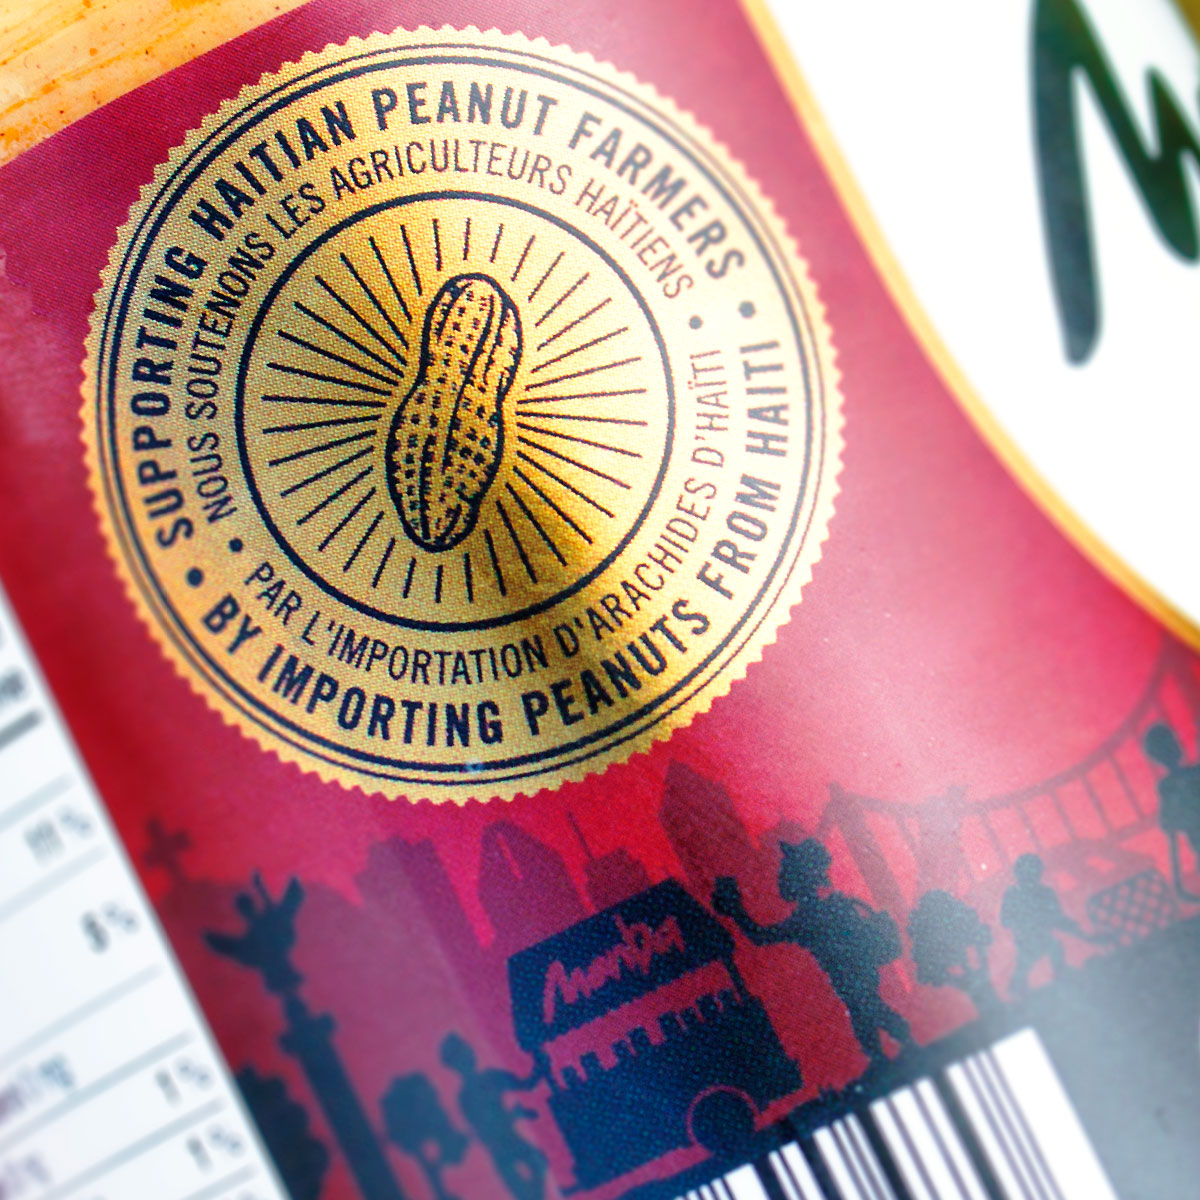 SUPPORTING HAITIAN PEANUT FARMERS •
BY IMPORTING PEANUTS FROM HAITI •
NOUS SOUTENONS LES AGRICULTEURS HAÏTIENS •
PAR L'IMPORTATION D'ARACHIDES D'HAÏTI •